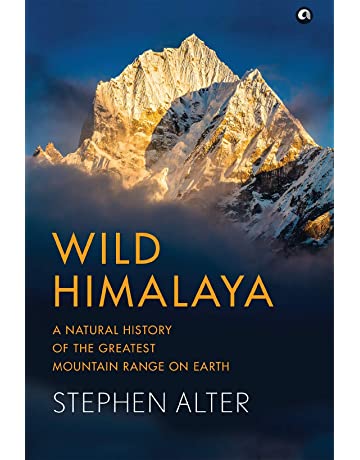 WILD
HIMALAYA
A NATURAL HISTORY
OF THE GREATEST
MOUNTAIN RANGE ON EARTH
STEPHEN ALTER